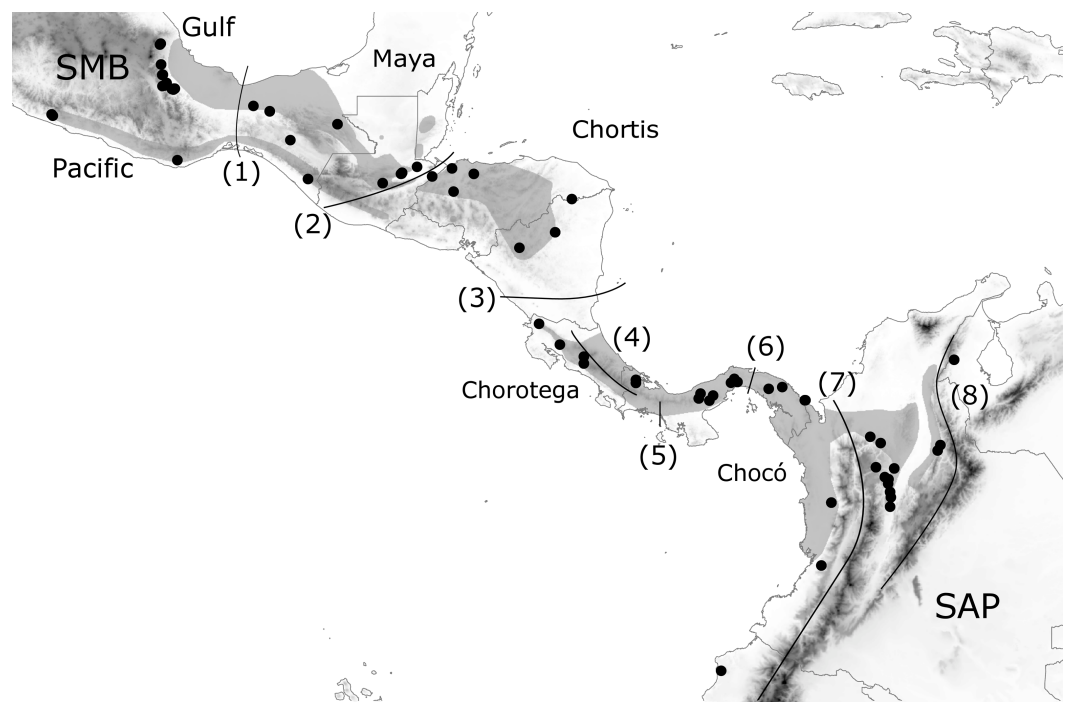 Gulf
SMB
Maya
Chortis
Pacific
(1)
(2)
(3)
(4)
(6)
Chorotega
(7)
(8)
(5)
Chocó
SAP